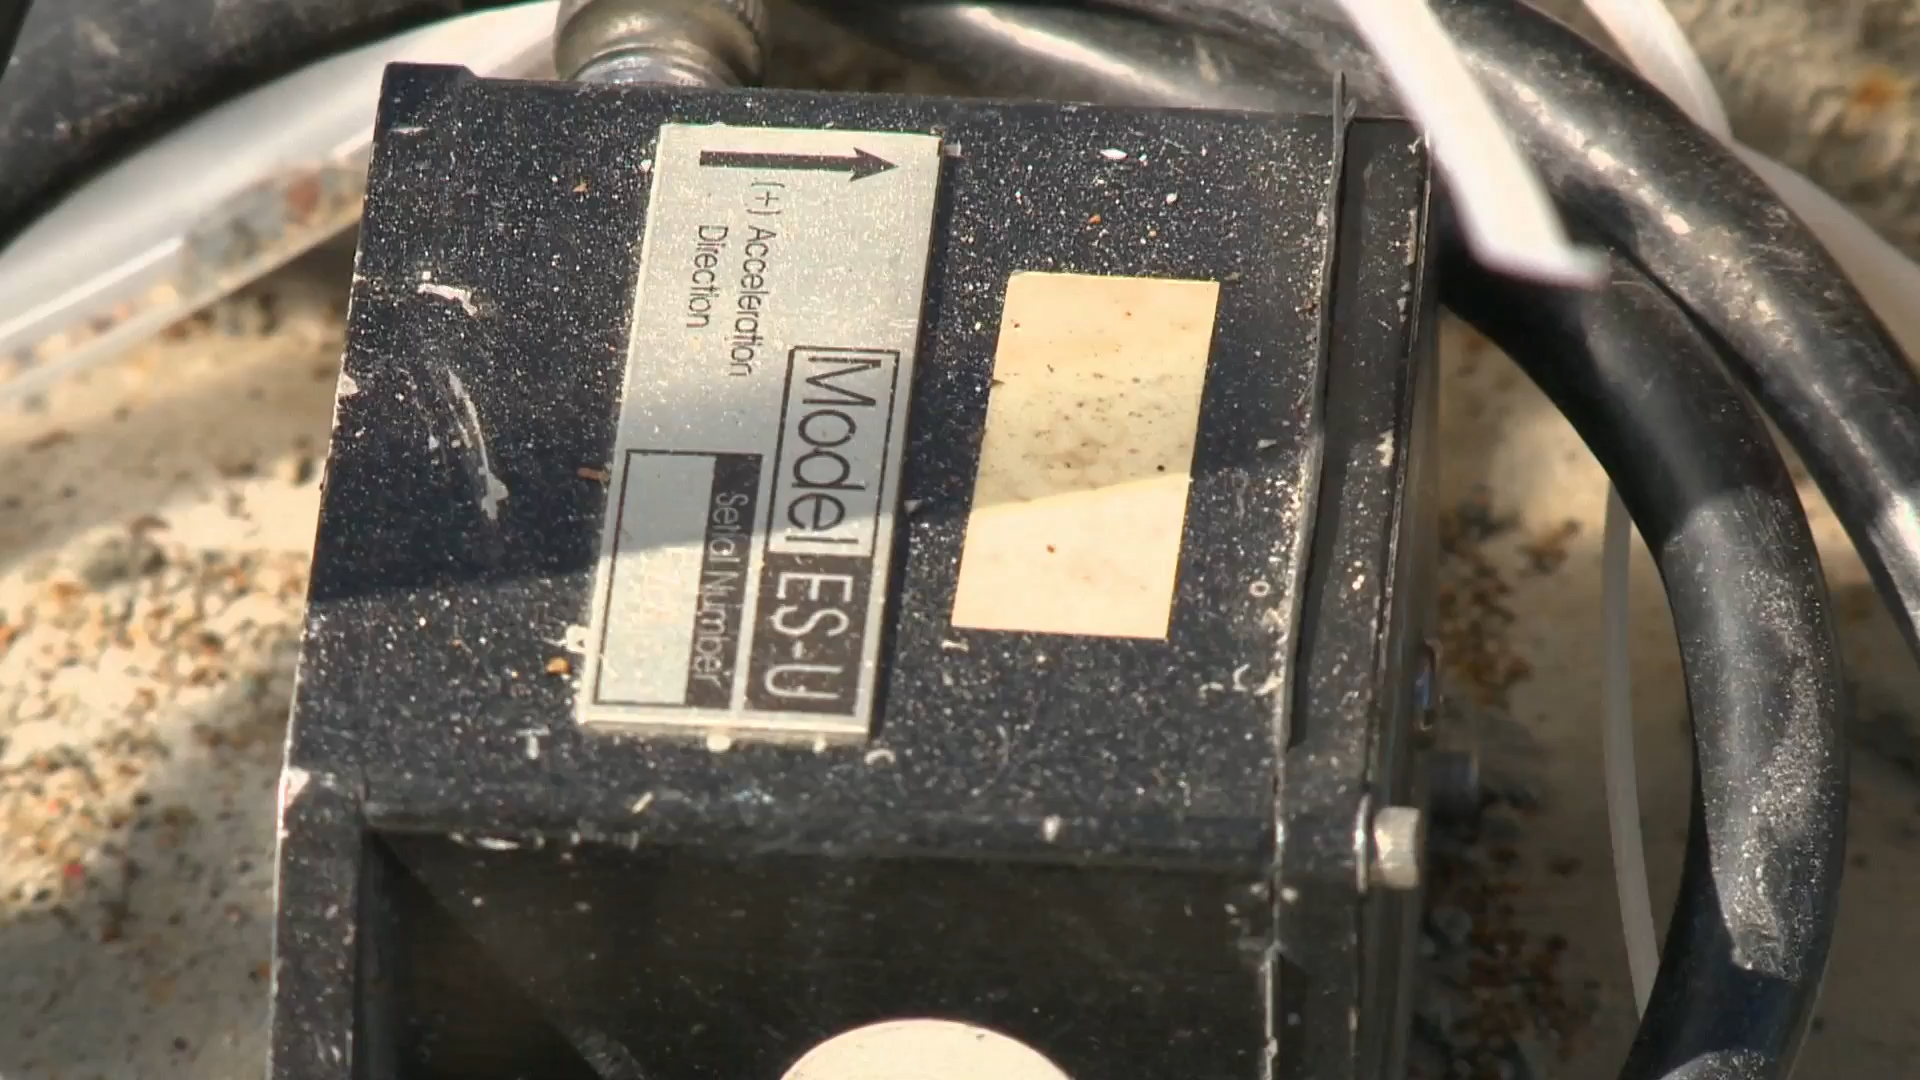 (+) Acceleration
Direction
Model ES-U
Serial Number